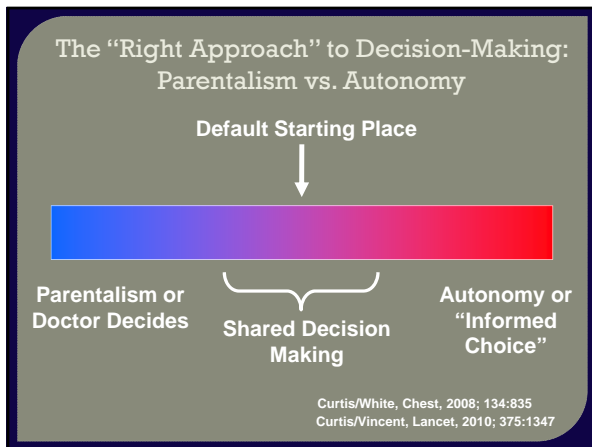 The “Right Approach” to Decision-Making:
Parentalism vs. Autonomy
Default Starting Place
Parentalism or
Doctor Decides
Shared Decision
Making
Autonomy or
“Informed
Choice”
Curtis/White, Chest, 2008; 134:835
Curtis/Vincent, Lancet, 2010; 375:1347